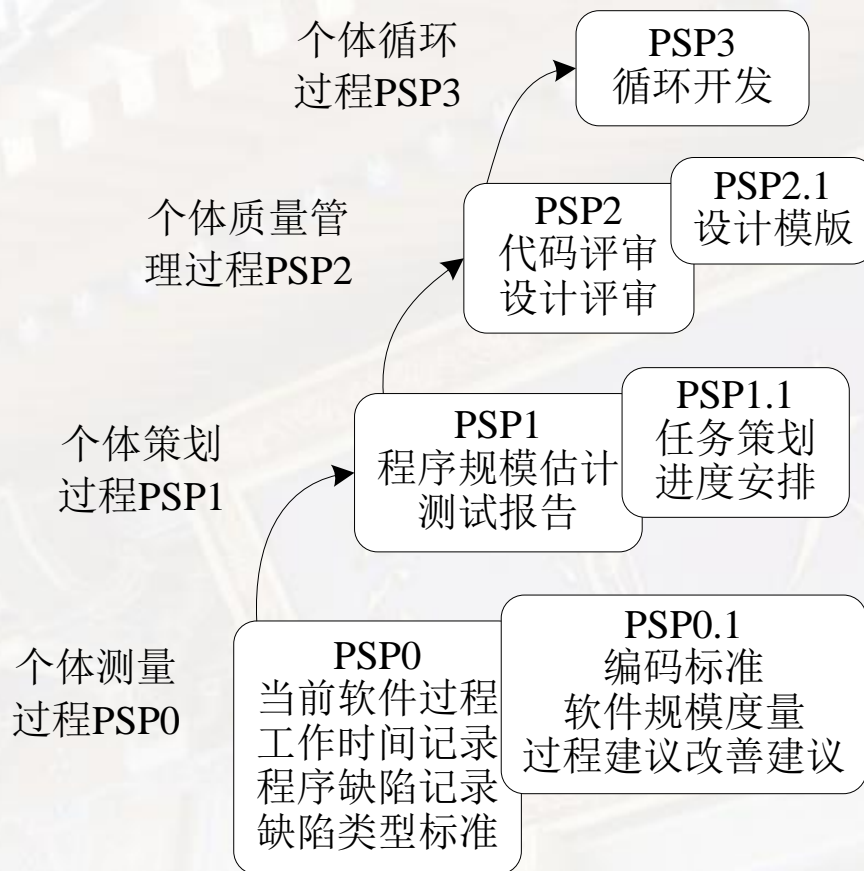 个体循环
过程PSP3
PSP3
循环开发
个体质量管
理过程PSP2
PSP2
代码评审
设计评审
PSP2.1
设计模版
个体策划
过程PSP1
PSP1
程序规模估计
测试报告
PSP1.1
任务策划
进度安排
个体测量
过程PSP0
PSP0
当前软件过程
工作时间记录
程序缺陷记录
缺陷类型标准
PSP0.1
编码标准
软件规模度量
过程建议改善建议